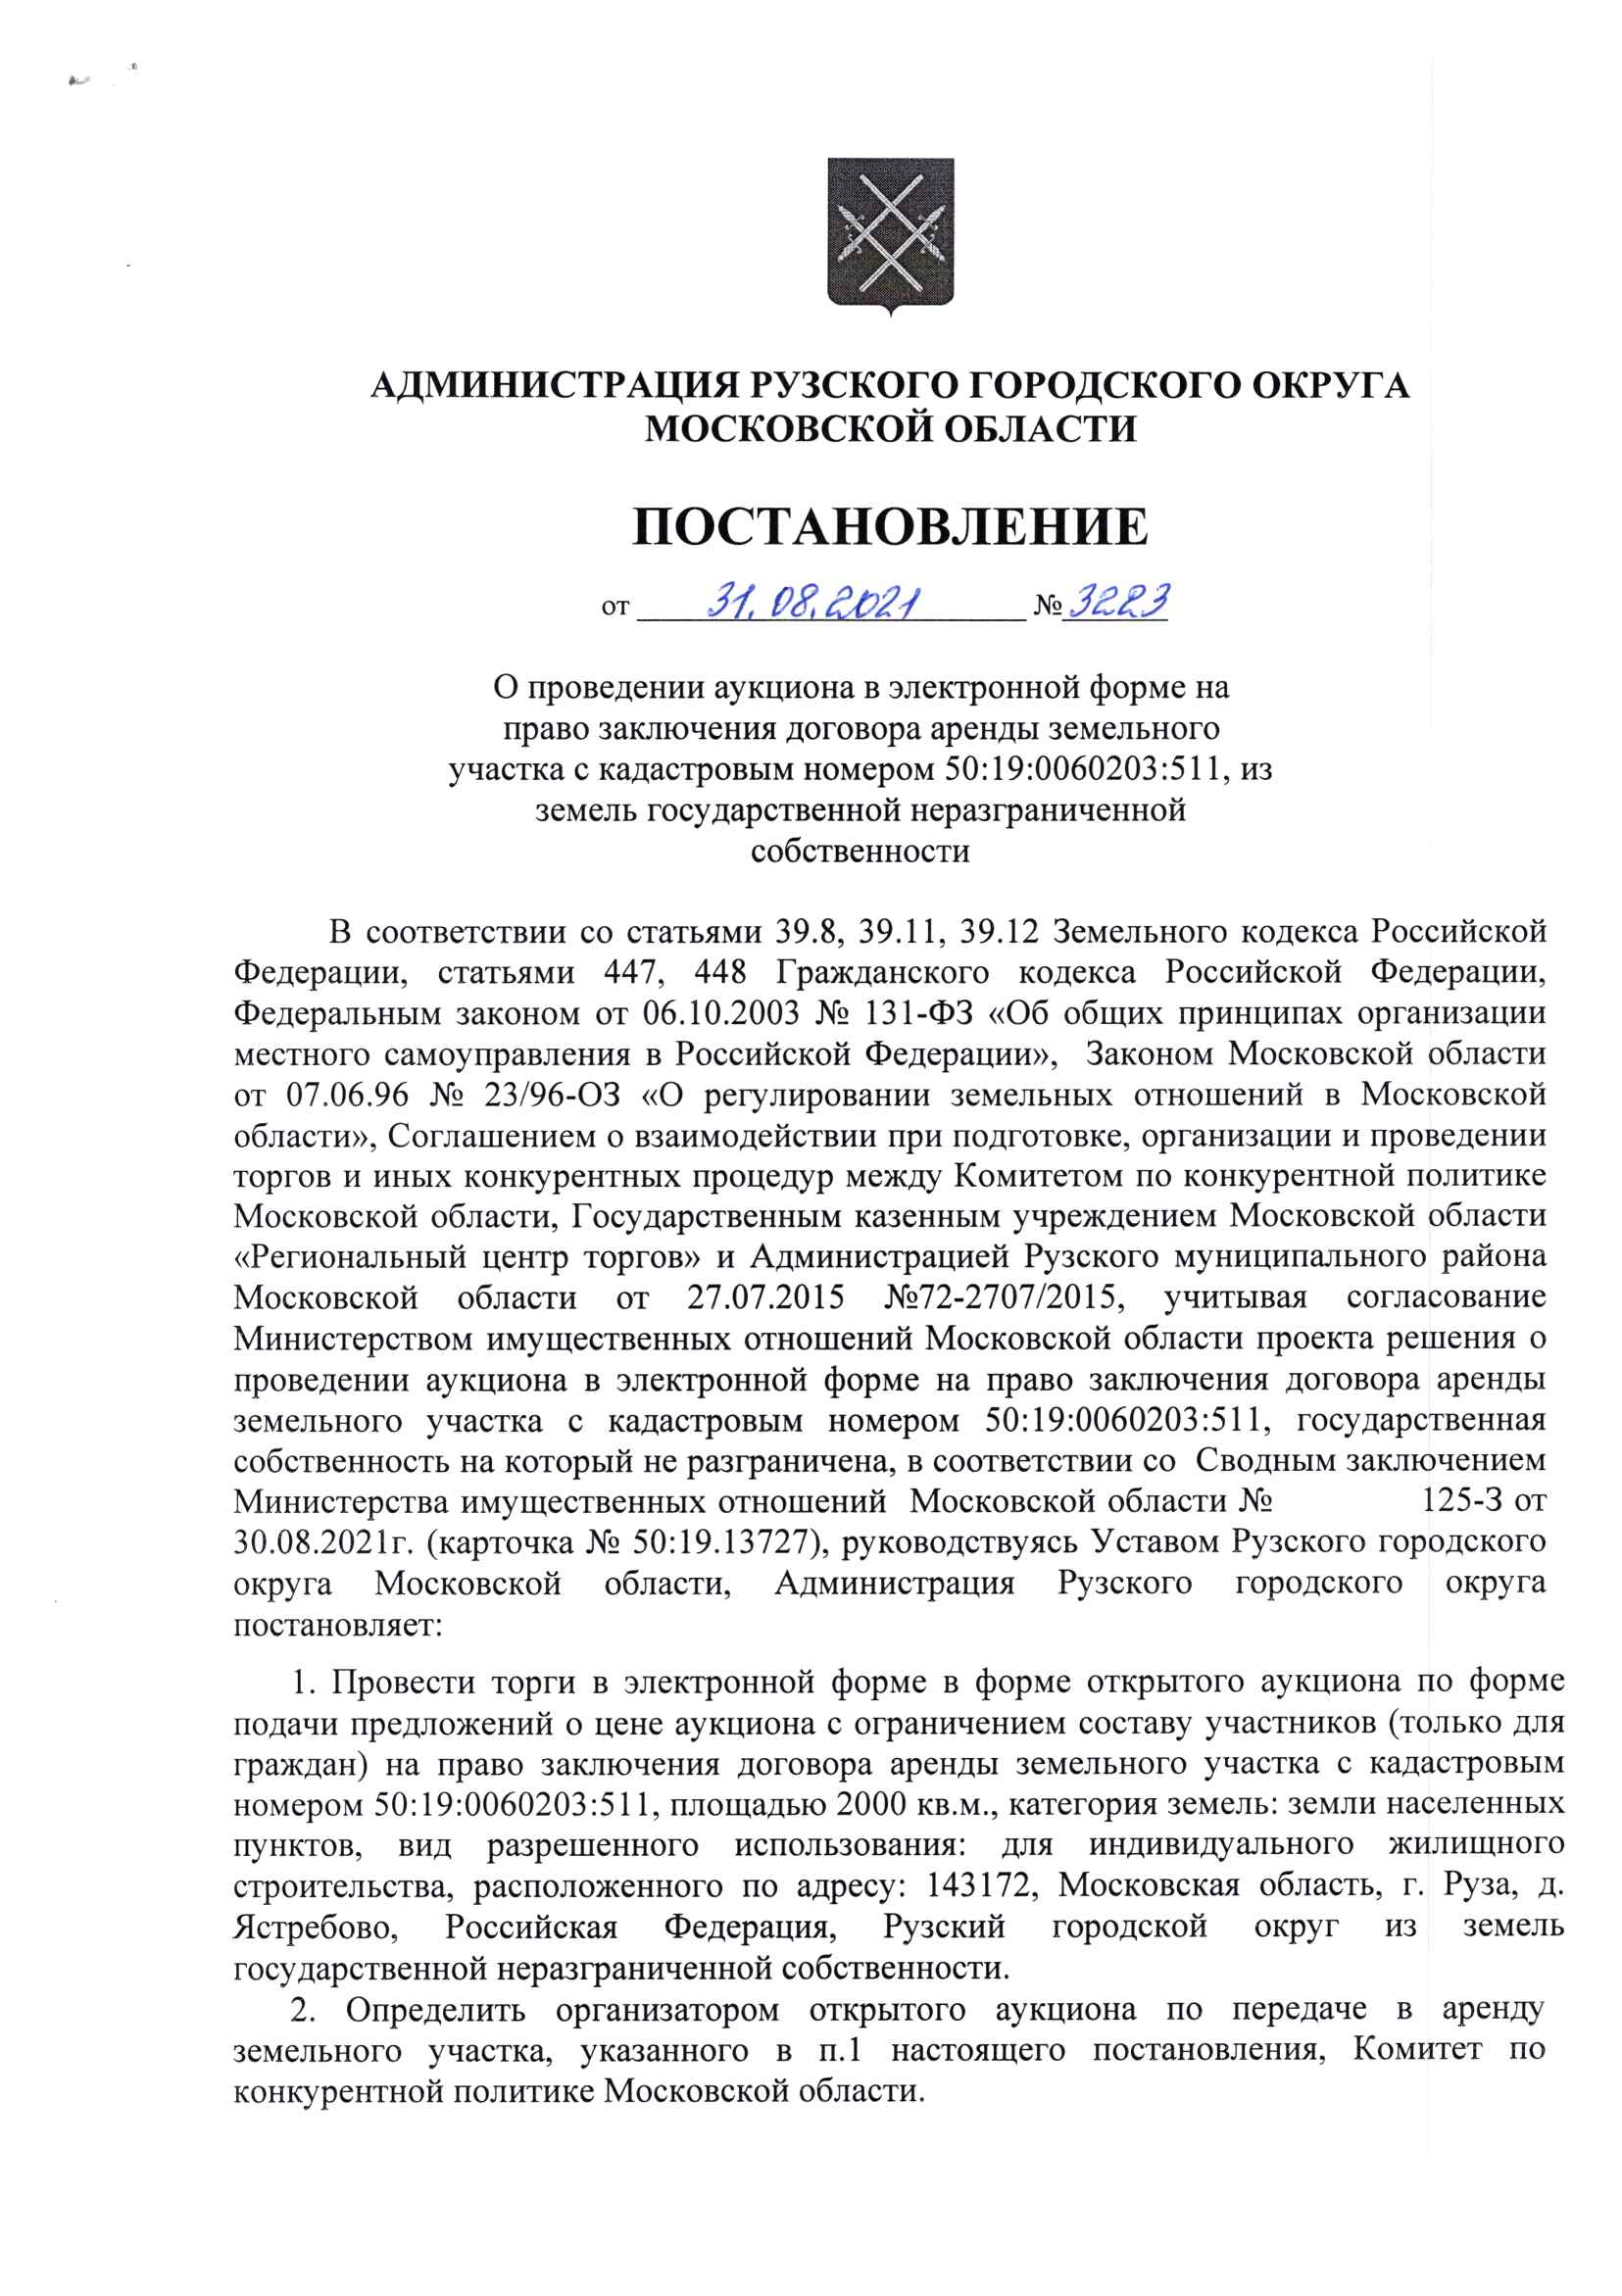 АДМИНИСТРАЦИЯ РУЗСКОГО ГОРОДСКОГО ОКРУГА
МОСКОВСКОЙ ОБЛАСТИ
ПОСТАНОВЛЕНИЕ
от 31.08.2021 № 3223
О проведении аукциона в электронной форме на
право заключения договора аренды земельного
участка с кадастровым номером 50:19:0060203:511, из
земель государственной неразграниченной
собственности
В соответствии со статьями 39.8, 39.11, 39.12 Земельного кодекса Российской
Федерации, статьями 447, 448 Гражданского кодекса Российской Федерации,
Федеральным законом от 06.10.2003 № 131-ФЗ «Об общих принципах организации
местного самоуправления в Российской Федерации», Законом Московской области
от 07.06.96 № 23/96-ОЗ «О регулировании земельных отношений в Московской
области», Соглашением о взаимодействии при подготовке, организации и проведении
торгов и иных конкурентных процедур между Комитетом по конкурентной политике
Московской области, Государственным казенным учреждением Московской области
«Региональный центр торгов» и Администрацией Рузского муниципального района
Московской области от 27.07.2015 №72-2707/2015, учитывая согласование
Министерством имущественных отношений Московской области проекта решения о
проведении аукциона в электронной форме на право заключения договора аренды
земельного участка с кадастровым номером 50:19:0060203:511, государственная
собственность на который не разграничена, в соответствии со Сводным заключением
Министерства имущественных отношений Московской области № 125-З от
30.08.2021г. (карточка № 50:19.13727), руководствуясь Уставом Рузского городского
округа Московской области, Администрация Рузского городского округа
постановляет:
1. Провести торги в электронной форме в форме открытого аукциона по форме
подачи предложений о цене аукциона с ограничением составу участников (только для
граждан) на право заключения договора аренды земельного участка с кадастровым
номером 50:19:0060203:511, площадью 2000 кв.м., категория земель: земли населенных
пунктов, вид разрешенного использования: для индивидуального жилищного
строительства, расположенного по адресу: 143172, Московская область, г. Руза, д.
Ястребово, Российская Федерация, Рузский городской округ из земель
государственной неразграниченной собственности.
2. Определить организатором открытого аукциона по передаче в аренду
земельного участка, указанного в п.1 настоящего постановления, Комитет по
конкурентной политике Московской области.